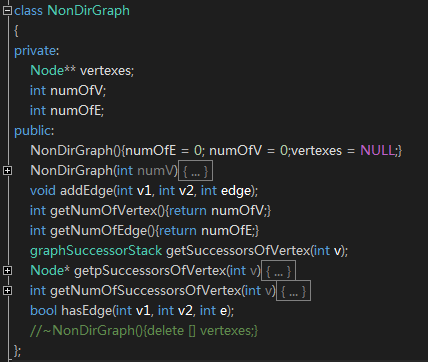 class NonDirGraph
{
private:
Node** vertexes;
int numOfV;
int numOfE;
public:
NonDirGraph(){numOfE = 0; numOfV = 0;vertexes = NULL;}
NonDirGraph(int numV){ ... }
void addEdge(int v1, int v2, int edge);
int getNumOfVertex(){return numOfV;}
int getNumOfEdge(){return numOfE;}
graphSuccessorStack getSuccessorsOfVertex(int v);
Node* getpSuccessorsOfVertex(int v){ ... }
int getNumOfSuccessorsOfVertex(int v){ ... }
bool hasEdge(int v1, int v2, int e);
//~NonDirGraph(){delete [] vertexes;}
};